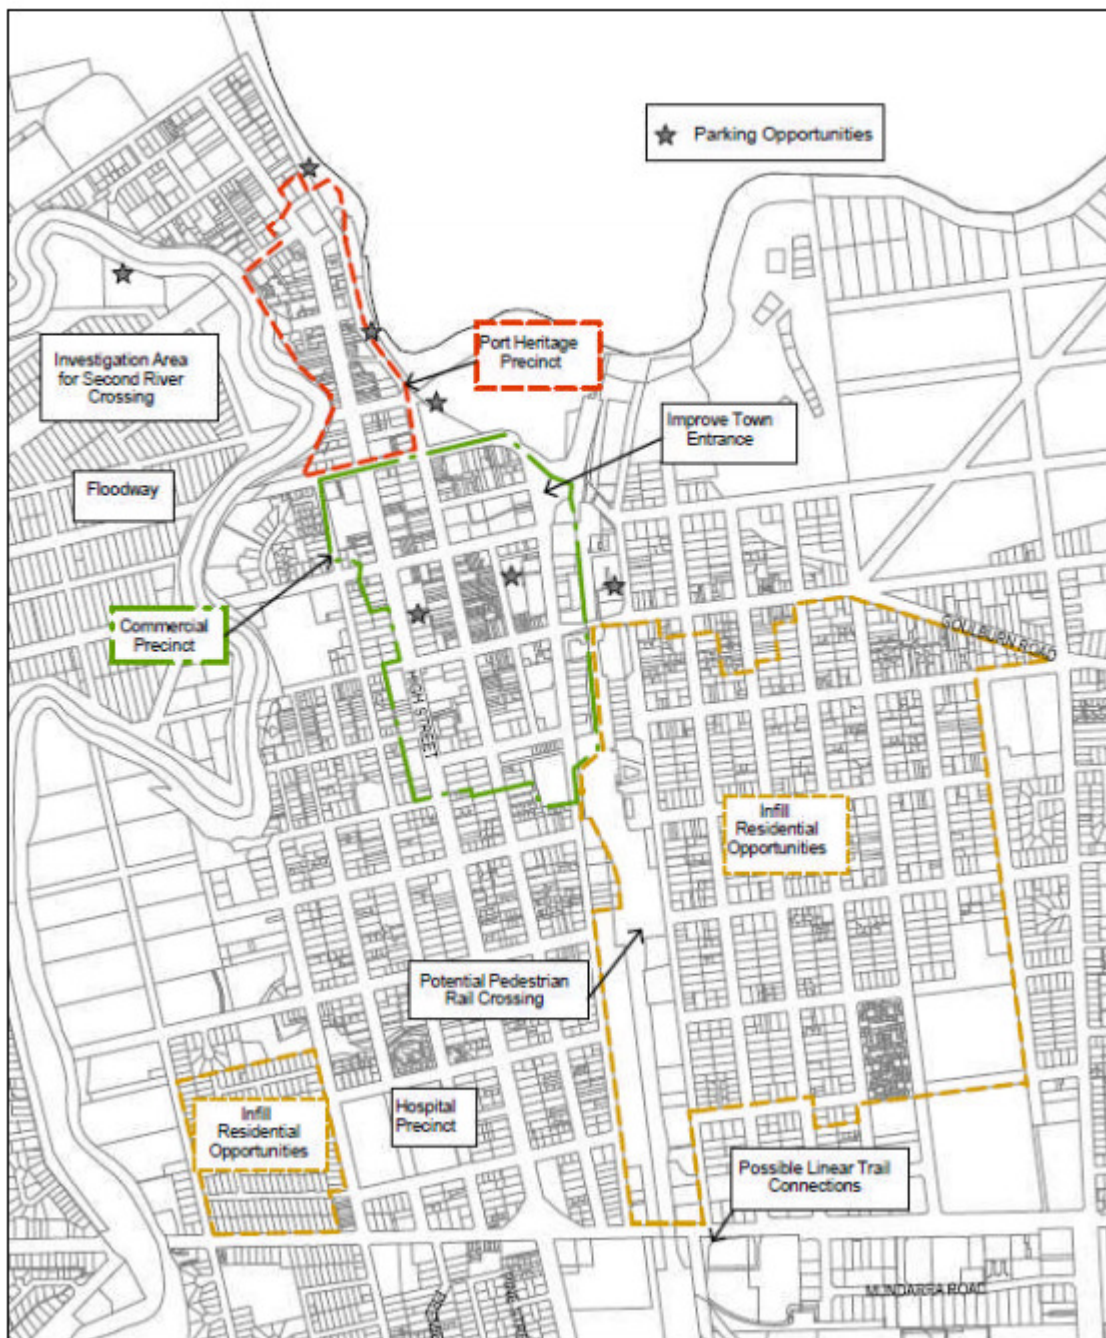 Parking Opportunities
Port Heritage
Precinct
Investigation Area
for Second River
Crossing
Improve Town
Entrance
Floodway
Commercial
Precinct
GOULBURN ROAD
HIGH STREET
Infill
Residential
Opportunities
Potential Pedestrian
Rail Crossing
Infill
Residential
Opportunities
Hospital
Precinct
Possible Linear Trail
Connections
MUNDARRA ROAD